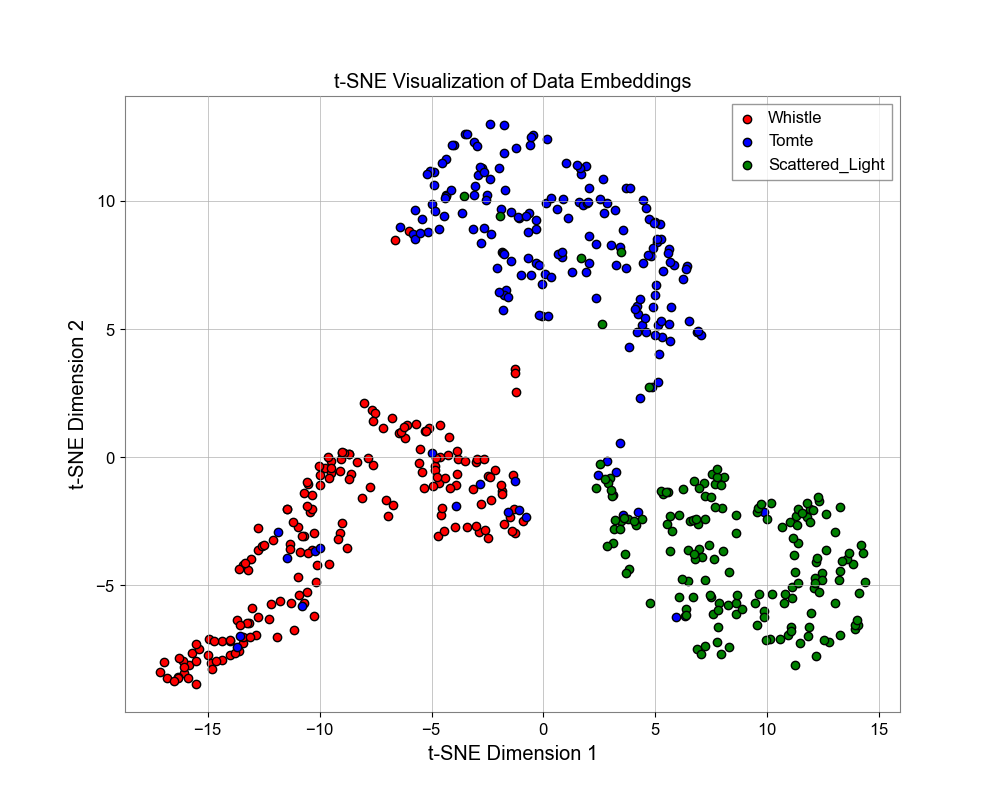 t-SNE Visualization of Data Embeddings
Whistle
Tomte
Scattered_Light
t-SNE Dimension 2
10
5
0
−5
−15
−10
−5
0
5
10
15
t-SNE Dimension 1